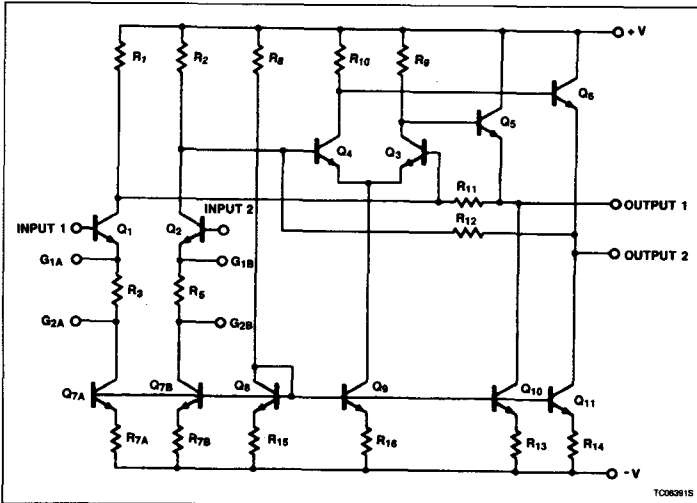 +V
R1
R2
R8
R10
R9
Q6
Q5
Q4
Q3
R11
OUTPUT 1
INPUT 2
INPUT 1
Q1
Q2
R12
G1A
G1B
OUTPUT 2
R3
R5
G2A
G2B
Q7A
Q7B
Q8
Q9
Q10
Q11
R7A
R7B
R15
R16
R13
R14
-V
TC08391S